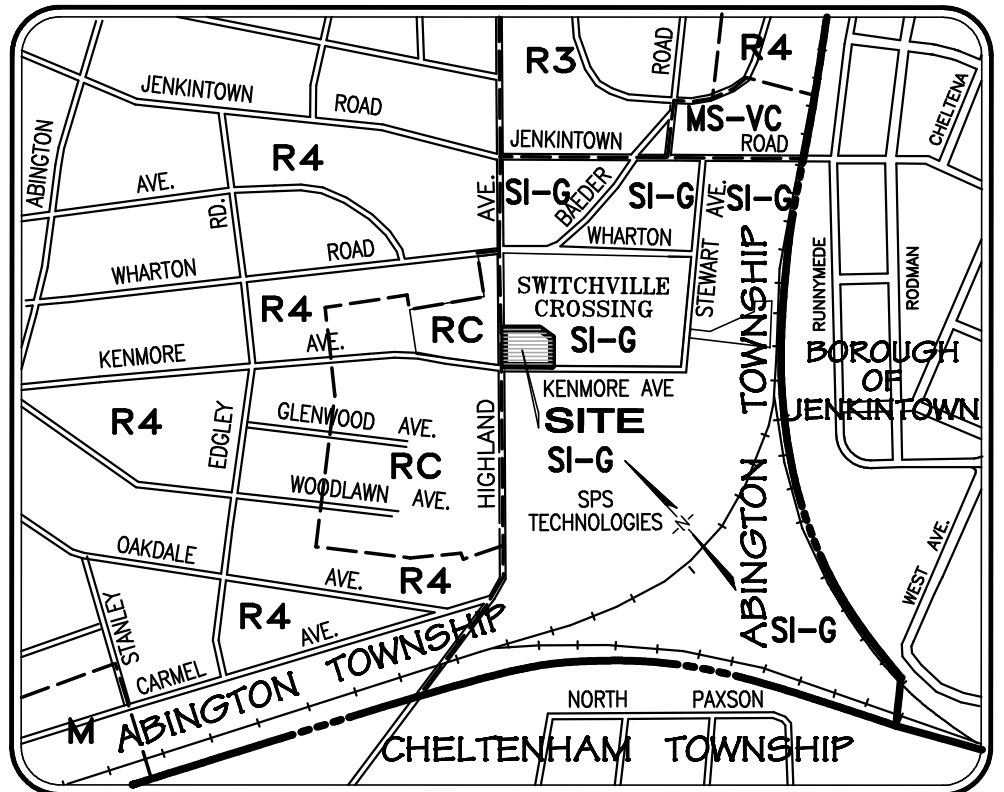 R3
ROAD
R4
JENKINTOWN
ROAD
MS-VC
JENKINTOWN
ROAD
CHELTENA
ABINGTON
R4
AVE.
RD.
AVE.
SI-G
BAEDER
SI-G
AVE.
SI-G
WHARTON
ROAD
WHARTON
STEWART
RUNNYMEDE
RODMAN
SWITCHVILLE
CROSSING
SI-G
R4
RC
AVE.
KENMORE
ABINGTON TOWNSHIP
BOROUGH
OF
JENKINTOWN
KENMORE AVE
SITE
R4
EDGLEY
GLENWOOD AVE.
RC
HIGHLAND
SI-G
WOODLAWN AVE.
SPS
TECHNOLOGIES
N
OAKDALE
AVE.
R4
WEST AVE.
STANLEY
R4
AVE.
SI-G
CARMEL
ABINGTON TOWNSHIP
M
NORTH PAXSON
CHELTENHAM TOWNSHIP